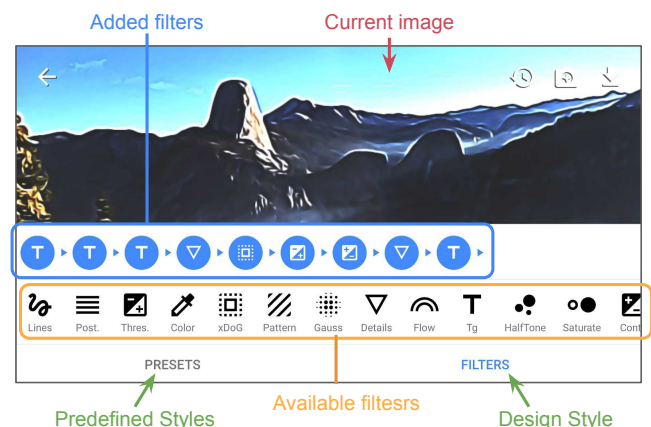 Added filters
Current image
T T T T
Lines Post. Thres. Color xDoG Pattern Gauss Details Flow Tg HalfTone Saturate Cont
PRESETS
FILTERS
Available filtesrs
Predefined Styles
Design Style